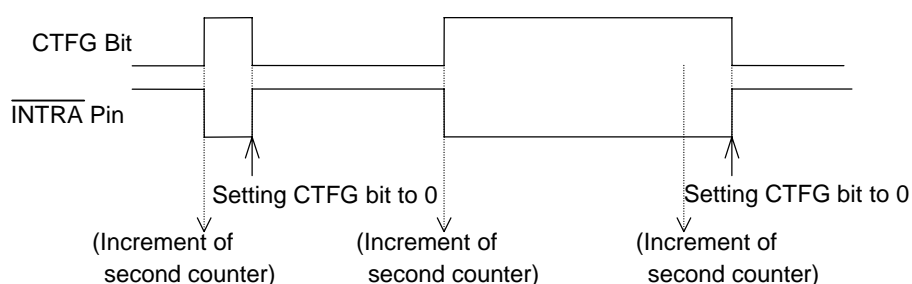 CTFG Bit
INTRA Pin
Setting CTFG bit to 0
Setting CTFG bit to 0
(Increment of
second counter)
(Increment of
second counter)
(Increment of
second counter)